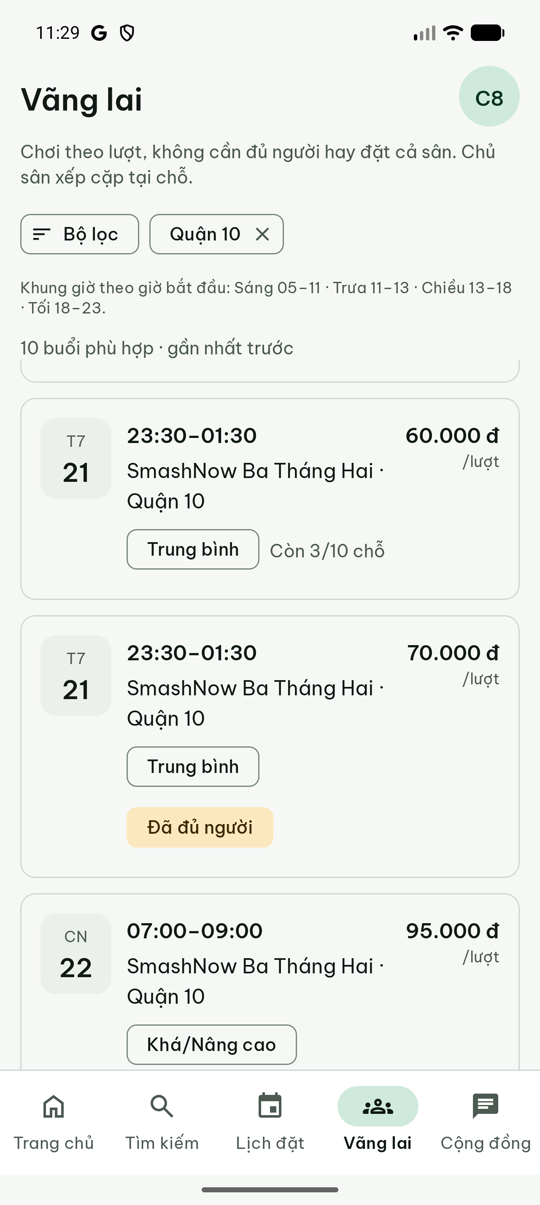 11:29
Vãng lai
C8
Chơi theo lượt, không cần đủ người hay đặt cả sân. Chủ
sân xếp cặp tại chỗ.
Bộ lọc
Quận 10
Khung giờ theo giờ bắt đầu: Sáng 05–11 · Trưa 11–13 · Chiều 13–18
· Tối 18–23.
10 buổi phù hợp · gần nhất trước
T7
21
23:30–01:30
60.000 đ
/lượt
SmashNow Ba Tháng Hai ·
Quận 10
Trung bình
Còn 3/10 chỗ
T7
21
23:30–01:30
70.000 đ
/lượt
SmashNow Ba Tháng Hai ·
Quận 10
Trung bình
Đã đủ người
CN
22
07:00–09:00
95.000 đ
/lượt
SmashNow Ba Tháng Hai ·
Quận 10
Khá/Nâng cao
Trang chủ
Tìm kiếm
Lịch đặt
Vãng lai
Cộng đồng